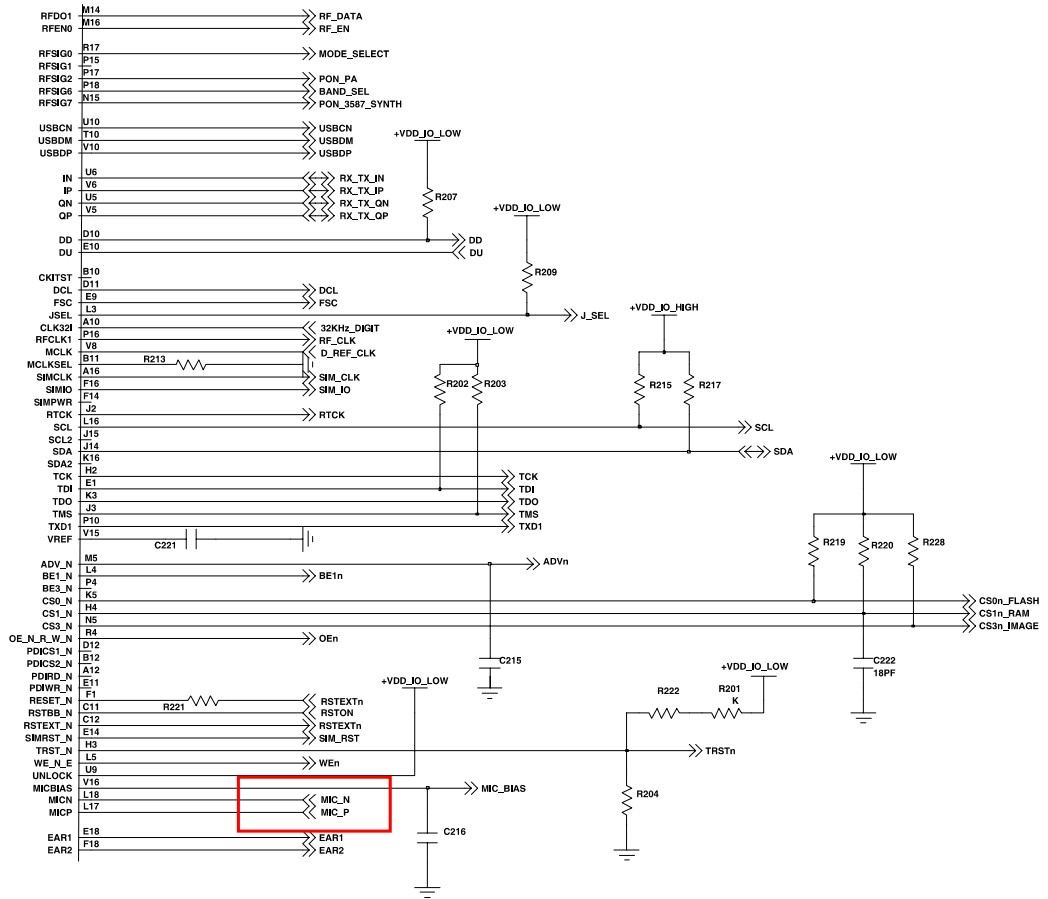 RFDO1 M14 RF_DATA
RFEN0 M16 RF_EN
RFSIG0 R17 MODE_SELECT
RFSIG1 P15
RFSIG2 P17 PON_PA
RFSIG6 P18 BAND_SEL
RFSIG7 N15 PON_3587_SYNTH
USBCN U10 USBCN
USBDM T10 USBDM
USBDP V10 USBDP
+VDD_IO_LOW
IN U6 RX_TX_IN
IP V6 RX_TX_IP
QN U5 RX_TX_QN
QP V5 RX_TX_QP
R207
+VDD_IO_LOW
DD D10 DD
DU E10 DU
R209
CKITST B10
DCL D11 DCL
FSC E9 FSC
JSEL L3 J_SEL
CLK32I A10 32KHz_DIGIT
RFCLK1 P16 RF_CLK
MCLK V8 D_REF_CLK
+VDD_IO_LOW
+VDD_IO_HIGH
MCLKSEL B11 R213
SIMCLK A16 SIM_CLK
SIMIO F16 SIM_IO
R202 R203 R215 R217
SIMPWR F14
RTCK J2 RTCK
SCL L16 SCL
SCL2 J15
SDA J14 SDA
SDA2 K16
+VDD_IO_LOW
TCK H2 TCK
TDI E1 TDI
TDO K3 TDO
TMS J3 TMS
TXD1 P10 TXD1
VREF V15 C221
R219 R220 R228
ADV_N M5 ADVn
BE1_N L4 BE1n
BE3_N P4
CS0_N K5 CS0n_FLASH
CS1_N H4 CS1n_RAM
CS3_N N5 CS3n_IMAGE
OE_N_R_W_N R4 OEn
PDICS1_N D12
PDICS2_N B12
PDIRD_N A12
PDIWR_N E11
C215
C222
18PF
+VDD_IO_LOW
+VDD_IO_LOW
RESET_N F1 R221 RSTEXTn
RSTBB_N C11 RSTON
RSTEXT_N C12 RSTEXTn
SIMRST_N E14 SIM_RST
R222 R201
K
TRST_N H3 TRSTn
WE_N_E L5 WEn
UNLOCK U9
MICBIAS V16 MIC_BIAS
MICN L18 MIC_N
MICP L17 MIC_P
R204
C216
EAR1 E18 EAR1
EAR2 F18 EAR2